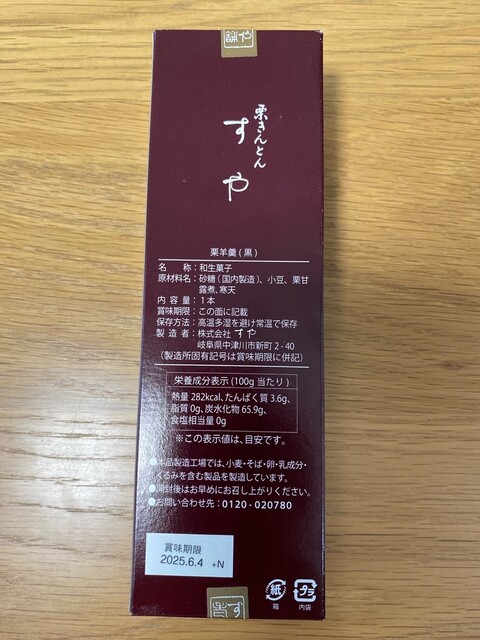 や舗
栗きんとん
すや
栗羊羹(黒)
名　　称：和生菓子
原材料名：砂糖(国内製造)、小豆、栗甘
露煮、寒天
内 容 量：1本
賞味期限：この面に記載
保存方法：高温多湿を避け常温で保存
製 造 者：株式会社 すや
岐阜県中津川市新町 2-40
(製造所固有記号は賞味期限に併記)
栄養成分表示 (100g 当たり)
熱量 282kcal、たんぱく質 3.6g、
脂質 0g、炭水化物 65.9g、
食塩相当量 0g
※この表示値は、目安です。
●本品製造工場では、小麦・そば・卵・乳成分・
くるみを含む製品を製造しています。
●開封後はお早めにお召し上がりください。
●お問い合わせ先：0120-020780
賞味期限
2025.6.4 +N
紙
箱
プラ
内袋